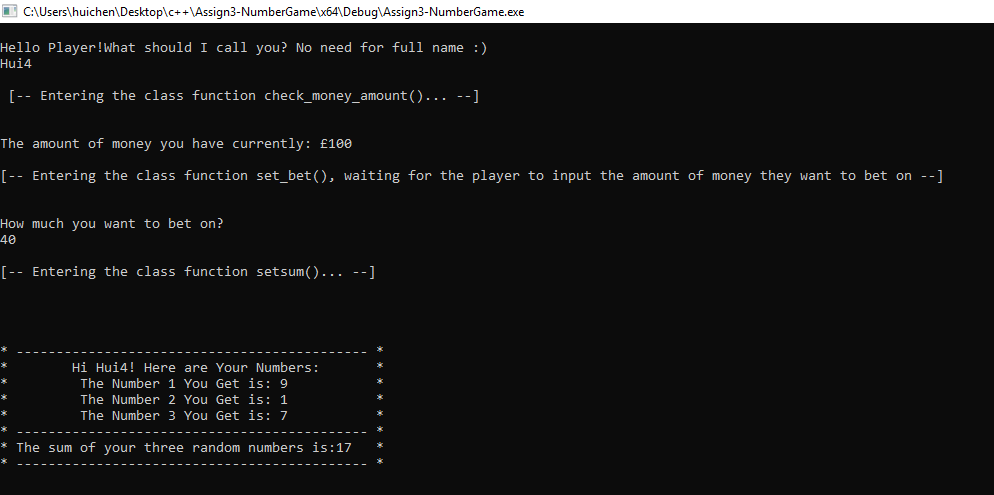 C:\Users\huichen\Desktop\c++\Assign3-NumberGame\x64\Debug\Assign3-NumberGame.exe
Hello Player!What should I call you? No need for full name :)
Hui4
[-- Entering the class function check_money_amount()... --]
The amount of money you have currently: £100
[-- Entering the class function set_bet(), waiting for the player to input the amount of money they want to bet on --]
How much you want to bet on?
40
[-- Entering the class function setsum()... --]
* -------------------------------------------- *
* Hi Hui4! Here are Your Numbers: *
* The Number 1 You Get is: 9 *
* The Number 2 You Get is: 1 *
* The Number 3 You Get is: 7 *
* -------------------------------------------- *
* The sum of your three random numbers is:17 *
* -------------------------------------------- *